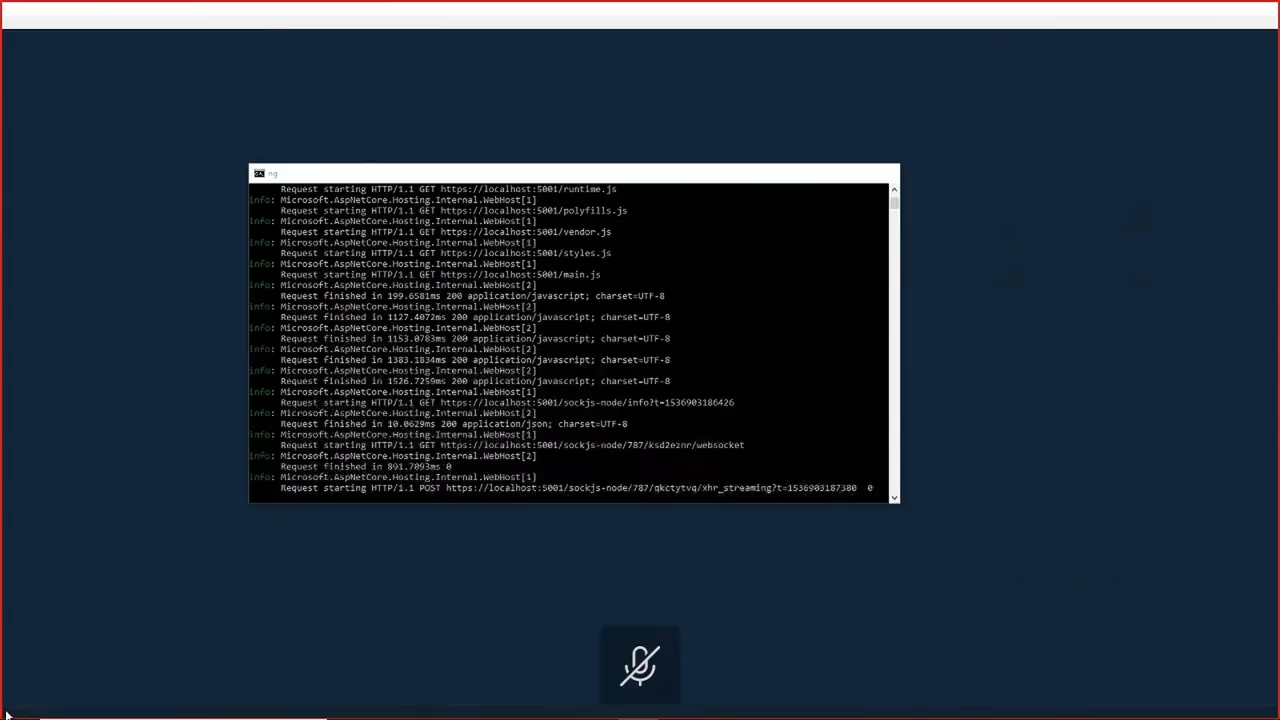 ng
Request starting HTTP/1.1 GET https://localhost:5001/runtime.js
info: Microsoft.AspNetCore.Hosting.Internal.WebHost[1]
Request starting HTTP/1.1 GET https://localhost:5001/polyfills.js
info: Microsoft.AspNetCore.Hosting.Internal.WebHost[1]
Request starting HTTP/1.1 GET https://localhost:5001/vendor.js
info: Microsoft.AspNetCore.Hosting.Internal.WebHost[1]
Request starting HTTP/1.1 GET https://localhost:5001/styles.js
info: Microsoft.AspNetCore.Hosting.Internal.WebHost[1]
Request starting HTTP/1.1 GET https://localhost:5001/main.js
info: Microsoft.AspNetCore.Hosting.Internal.WebHost[2]
Request finished in 199.6581ms 200 application/javascript; charset=UTF-8
info: Microsoft.AspNetCore.Hosting.Internal.WebHost[2]
Request finished in 1127.4072ms 200 application/javascript; charset=UTF-8
info: Microsoft.AspNetCore.Hosting.Internal.WebHost[2]
Request finished in 1153.0783ms 200 application/javascript; charset=UTF-8
info: Microsoft.AspNetCore.Hosting.Internal.WebHost[2]
Request finished in 1383.1834ms 200 application/javascript; charset=UTF-8
info: Microsoft.AspNetCore.Hosting.Internal.WebHost[2]
Request finished in 1526.7259ms 200 application/javascript; charset=UTF-8
info: Microsoft.AspNetCore.Hosting.Internal.WebHost[1]
Request starting HTTP/1.1 GET https://localhost:5001/sockjs-node/info?t=1536903186426
info: Microsoft.AspNetCore.Hosting.Internal.WebHost[2]
Request finished in 10.0629ms 200 application/json; charset=UTF-8
info: Microsoft.AspNetCore.Hosting.Internal.WebHost[1]
Request starting HTTP/1.1 GET https://localhost:5001/sockjs-node/787/ksd2eznr/websocket
info: Microsoft.AspNetCore.Hosting.Internal.WebHost[2]
Request finished in 891.7093ms 0
info: Microsoft.AspNetCore.Hosting.Internal.WebHost[1]
Request starting HTTP/1.1 POST https://localhost:5001/sockjs-node/787/qkctytvg/xhr_streaming?t=1536903187380 0